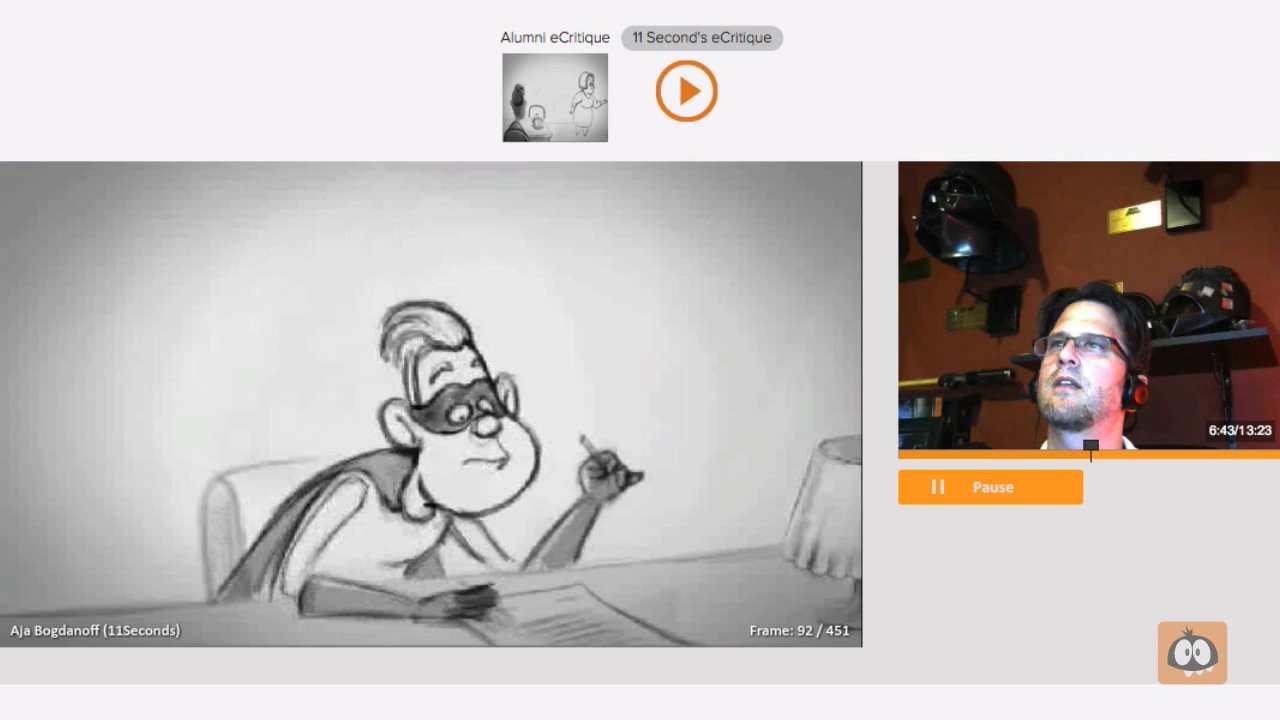 Alumni eCritique
11 Second's eCritique
6:43/13:23
Pause
Aja Bogdanoff (11Seconds)
Frame: 92 / 451